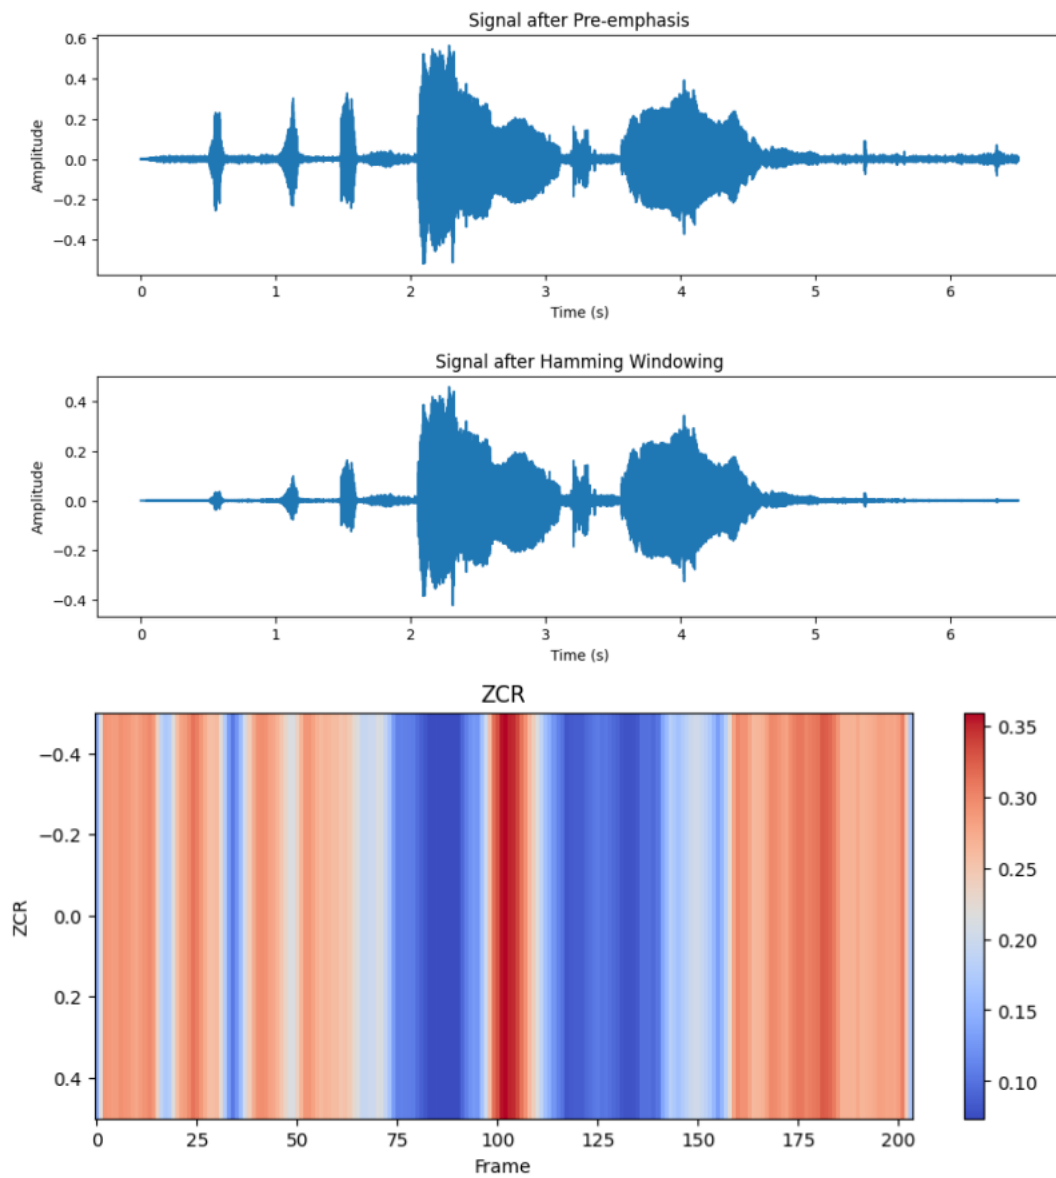 Signal after Pre-emphasis
0.6
0.4
0.2
0.0
−0.2
−0.4
Amplitude
0 1 2 3 4 5 6
Time (s)
Signal after Hamming Windowing
0.4
0.2
0.0
−0.2
−0.4
Amplitude
0 1 2 3 4 5 6
Time (s)
ZCR
−0.4
−0.2
0.0
0.2
0.4
ZCR
0 25 50 75 100 125 150 175 200
Frame
0.35
0.30
0.25
0.20
0.15
0.10